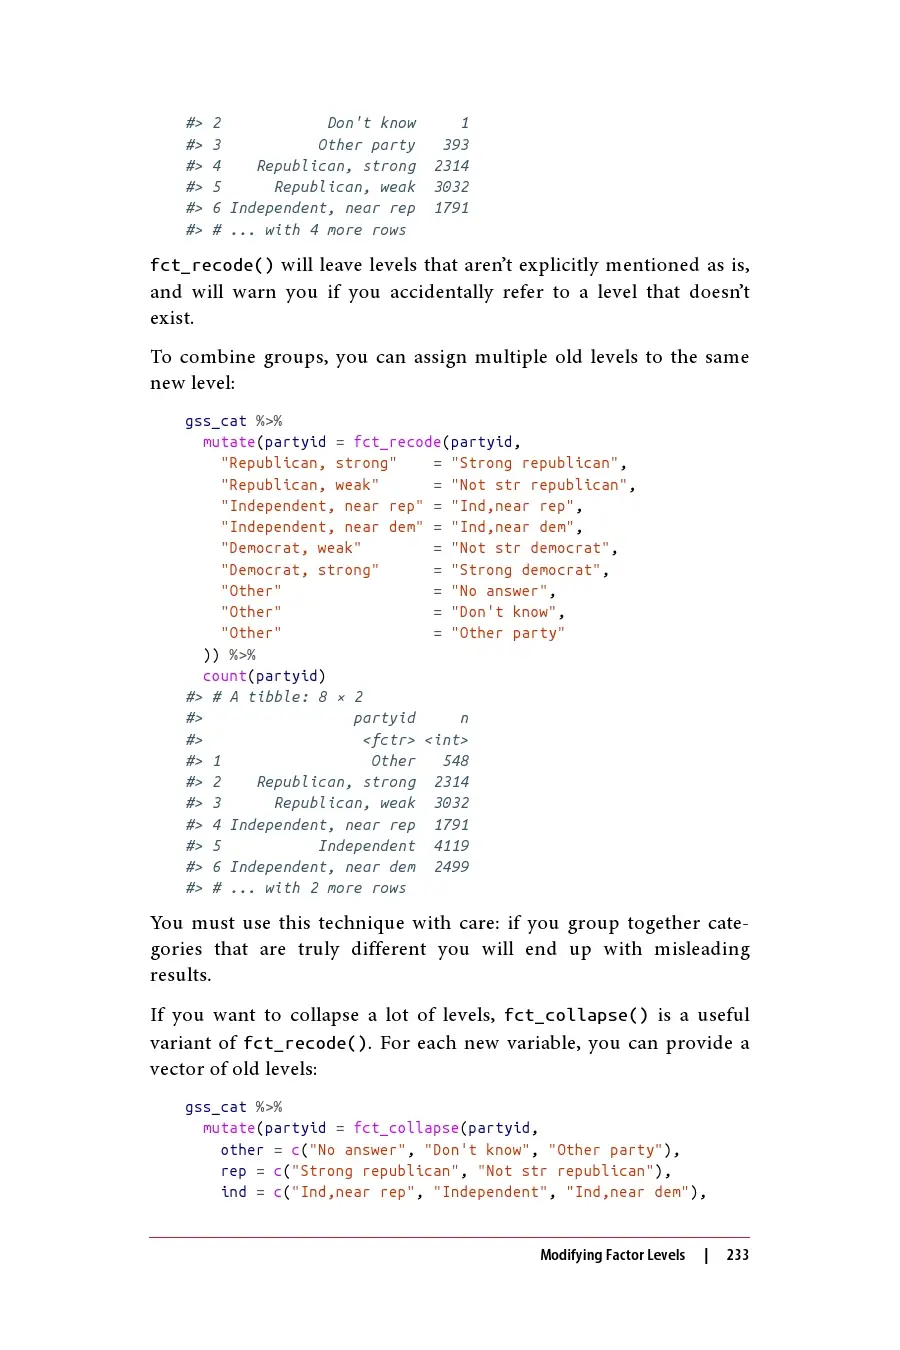 #> 2            Don't know     1
#> 3           Other party   393
#> 4    Republican, strong  2314
#> 5      Republican, weak  3032
#> 6 Independent, near rep  1791
#> # ... with 4 more rows
fct_recode() will leave levels that aren’t explicitly mentioned as is,
and will warn you if you accidentally refer to a level that doesn’t
exist.
To combine groups, you can assign multiple old levels to the same
new level:
gss_cat %>%
  mutate(partyid = fct_recode(partyid,
    "Republican, strong"    = "Strong republican",
    "Republican, weak"      = "Not str republican",
    "Independent, near rep" = "Ind,near rep",
    "Independent, near dem" = "Ind,near dem",
    "Democrat, weak"        = "Not str democrat",
    "Democrat, strong"      = "Strong democrat",
    "Other"                 = "No answer",
    "Other"                 = "Don't know",
    "Other"                 = "Other party"
  )) %>%
  count(partyid)
#> # A tibble: 8 × 2
#>                 partyid     n
#>                  <fctr> <int>
#> 1                 Other   548
#> 2    Republican, strong  2314
#> 3      Republican, weak  3032
#> 4 Independent, near rep  1791
#> 5           Independent  4119
#> 6 Independent, near dem  2499
#> # ... with 2 more rows
You must use this technique with care: if you group together cate-
gories that are truly different you will end up with misleading
results.
If you want to collapse a lot of levels, fct_collapse() is a useful
variant of fct_recode(). For each new variable, you can provide a
vector of old levels:
gss_cat %>%
  mutate(partyid = fct_collapse(partyid,
    other = c("No answer", "Don't know", "Other party"),
    rep = c("Strong republican", "Not str republican"),
    ind = c("Ind,near rep", "Independent", "Ind,near dem"),
Modifying Factor Levels | 233